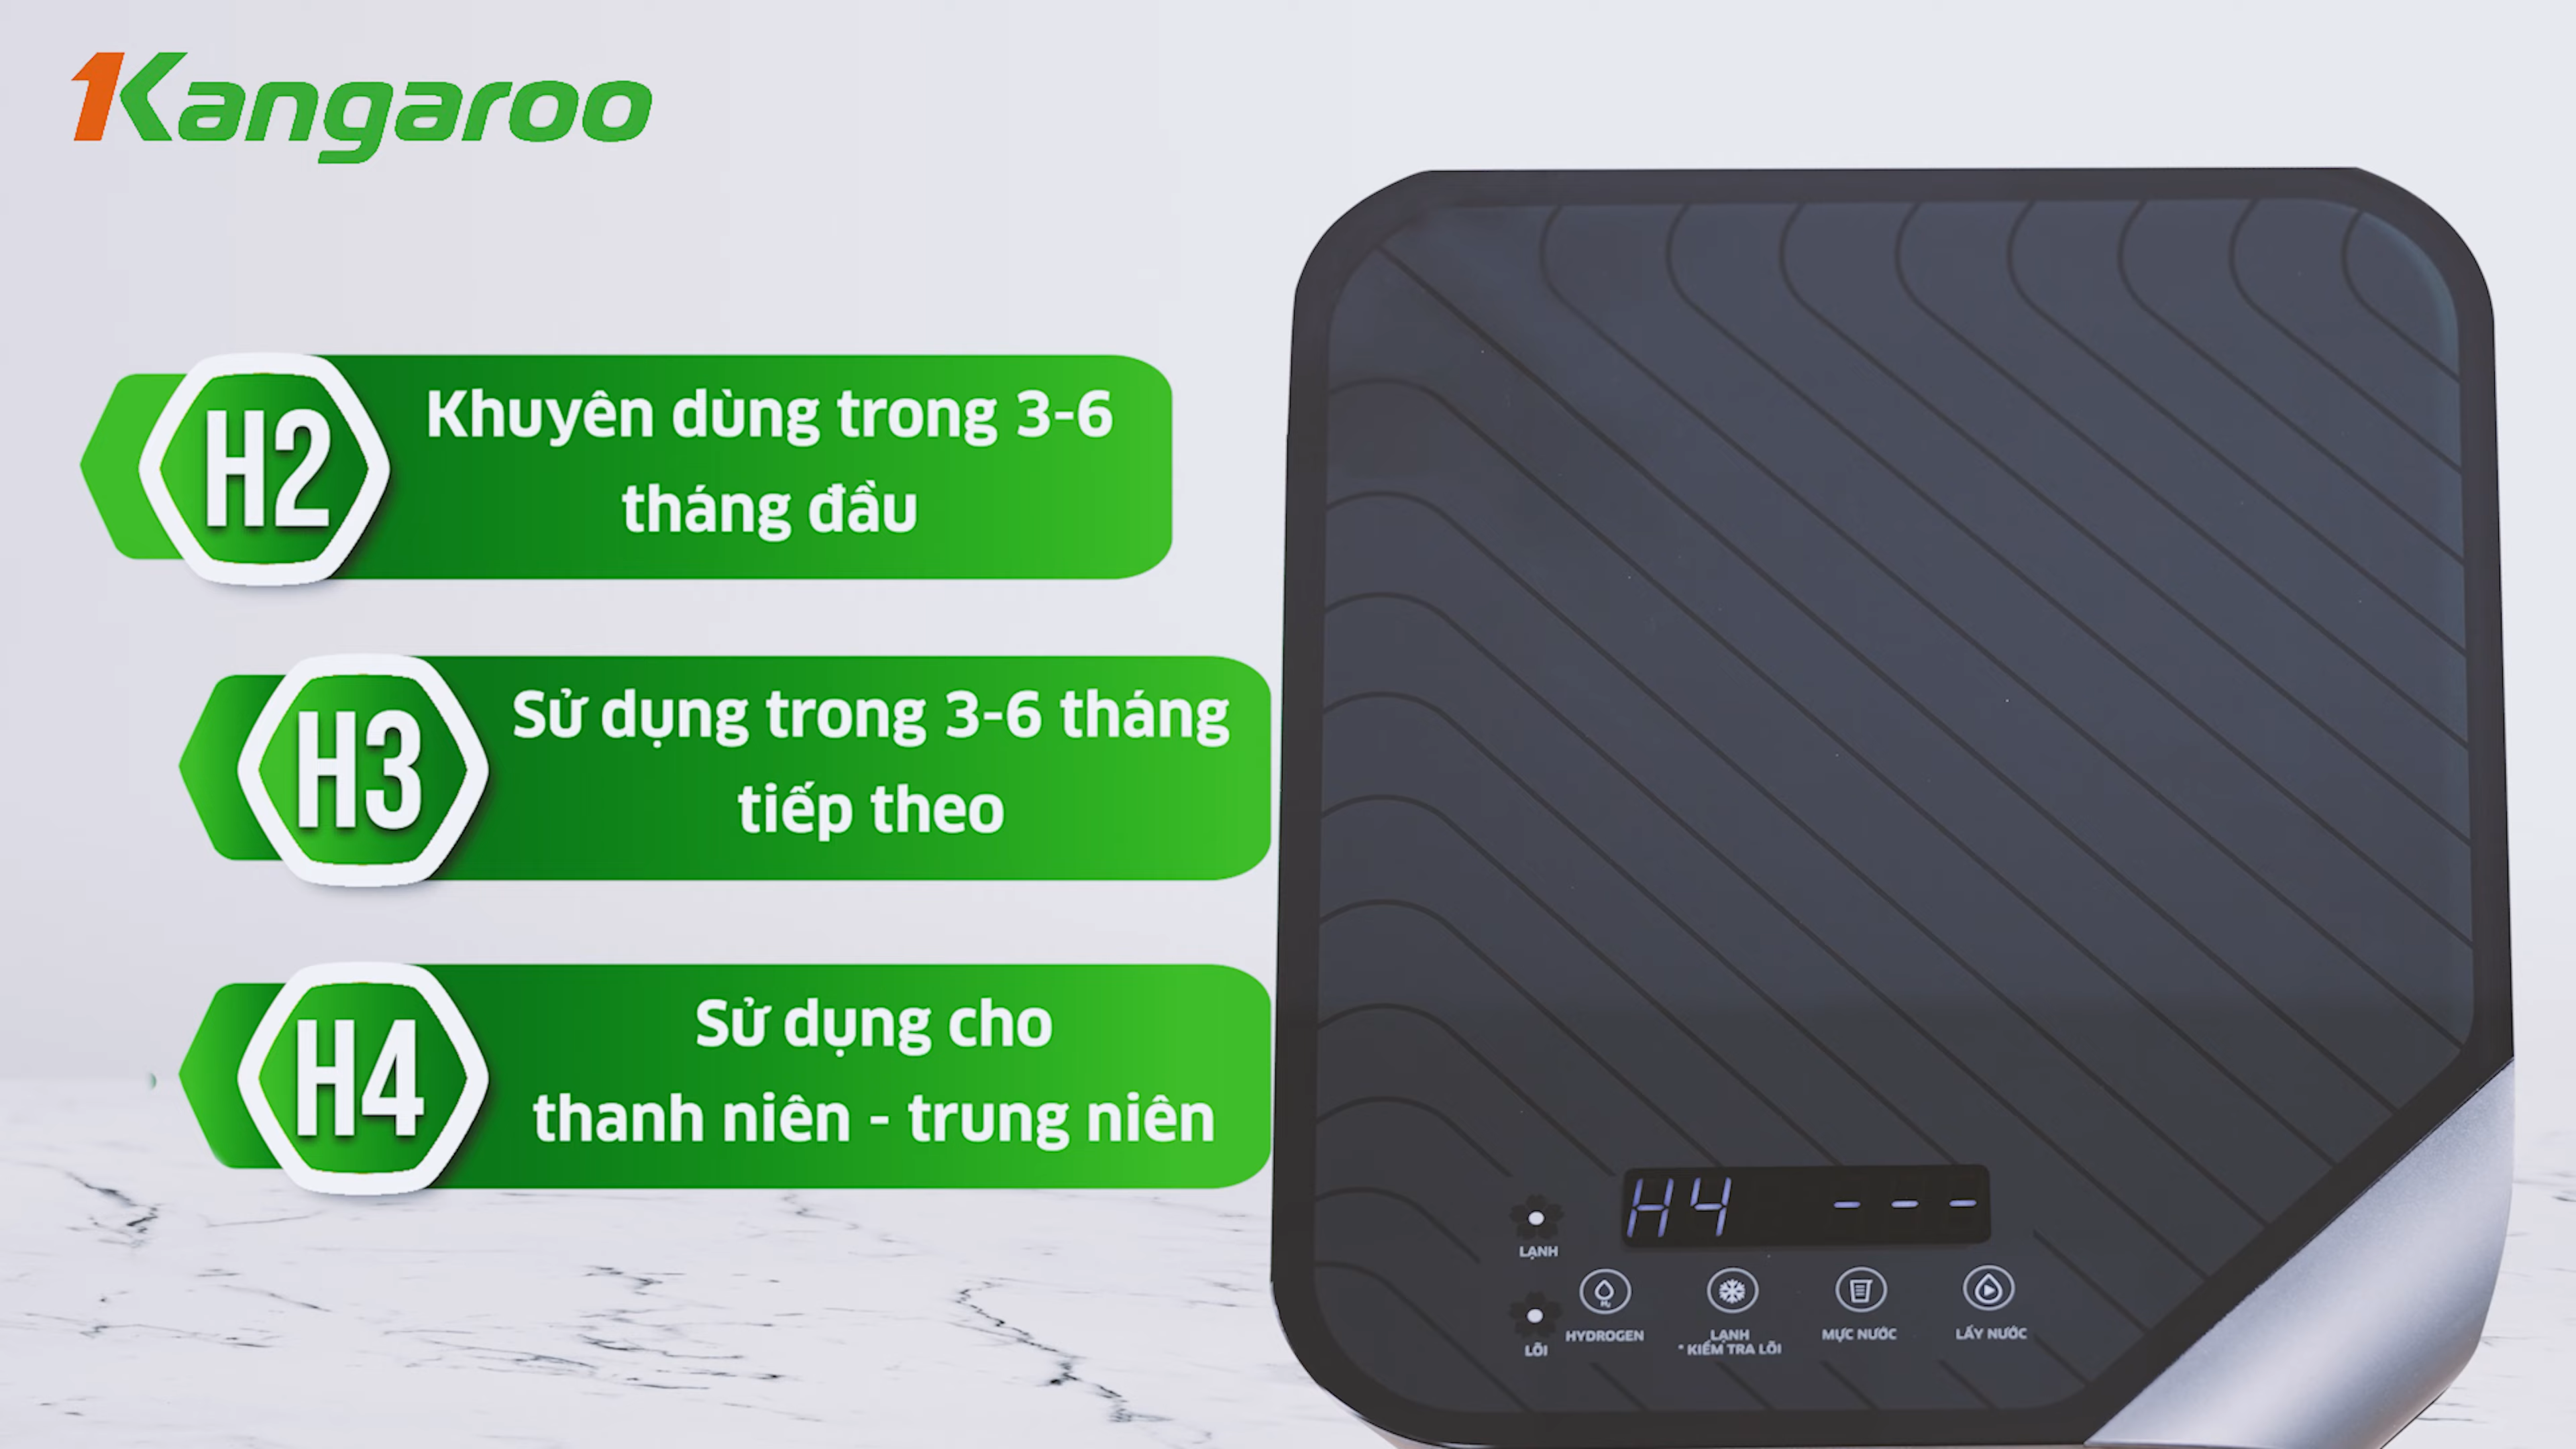 Kangaroo
H2
Khuyên dùng trong 3-6
tháng đầu
H3
Sử dụng trong 3-6 tháng
tiếp theo
H4
Sử dụng cho
thanh niên - trung niên
H4 - - -
LẠNH
LÕI
H₂
HYDROGEN
LẠNH
* KIỂM TRA LÕI
MỰC NƯỚC
LẤY NƯỚC